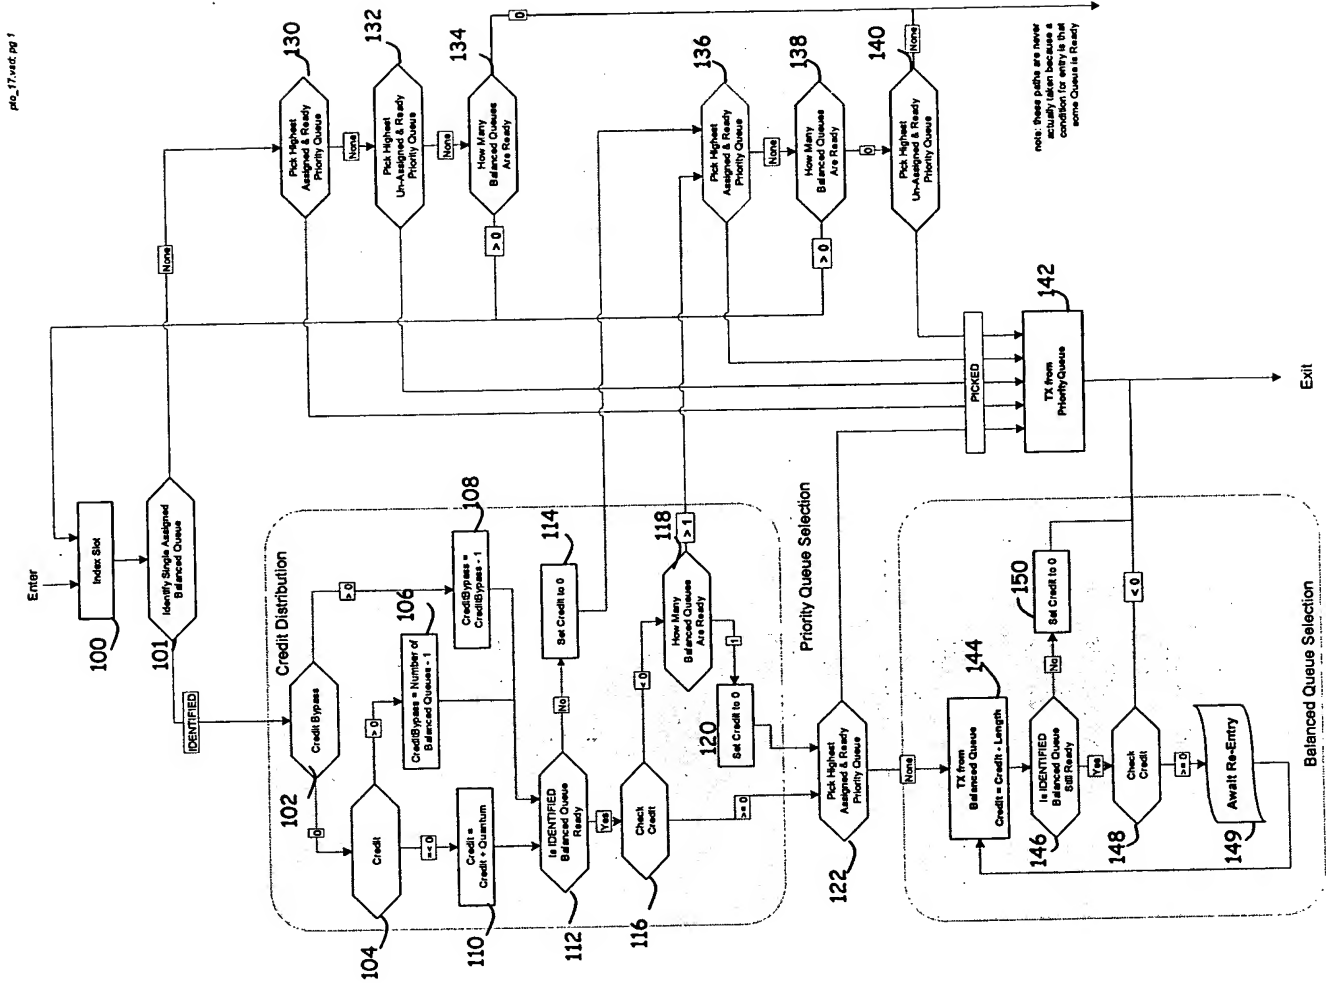 pto_17.vsd; pg 1
Enter
Index Slot
100
Identify Single Assigned
Balanced Queue
101
IDENTIFIED
None
Pick Highest
Assigned & Ready
Priority Queue
130
None
Pick Highest
Un-Assigned & Ready
Priority Queue
132
None
How Many
Balanced Queues
Are Ready
134
0
> 0
Credit Distribution
Credit Bypass
102
0
> 0
Credit
104
> 0
=< 0
CreditBypass = Number of
Balanced Queues - 1
106
CreditBypass =
CreditBypass - 1
108
Credit =
Credit + Quantum
110
Is IDENTIFIED
Balanced Queue
Ready
112
No
Yes
Set Credit to 0
114
Check
Credit
116
< 0
>= 0
How Many
Balanced Queues
Are Ready
118
> 1
1
Set Credit to 0
120
Pick Highest
Assigned & Ready
Priority Queue
136
None
How Many
Balanced Queues
Are Ready
138
> 0
0
Pick Highest
Un-Assigned & Ready
Priority Queue
140
None
note: these paths are never
actually taken because a
condition for entry is that
some Queue is Ready
Priority Queue Selection
Pick Highest
Assigned & Ready
Priority Queue
122
None
PICKED
TX from
Priority Queue
142
Exit
TX from
Balanced Queue
Credit = Credit - Length
144
Is IDENTIFIED
Balanced Queue
Still Ready
146
No
Yes
Set Credit to 0
150
Check
Credit
148
< 0
>= 0
Await Re-Entry
149
Balanced Queue Selection